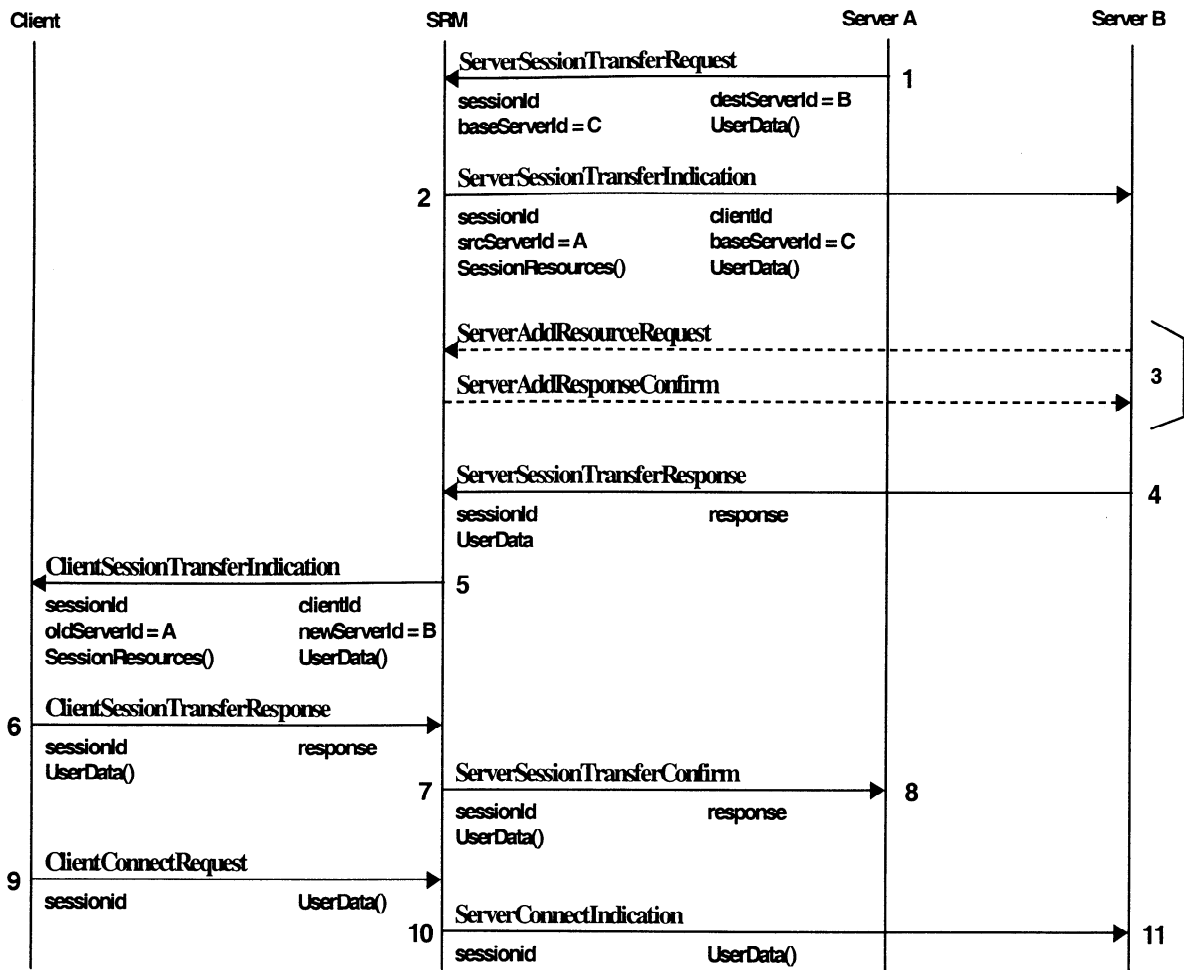 Client SRM Server A Server B
ServerSessionTransferRequest
1
sessionId destServerId = B
baseServerId = C UserData()
ServerSessionTransferIndication
2
sessionId clientId
srcServerId = A baseServerId = C
SessionResources() UserData()
ServerAddResourceRequest
3
ServerAddResponseConfirm
ServerSessionTransferResponse
4
sessionId response
UserData
ClientSessionTransferIndication
5
sessionId clientId
oldServerId = A newServerId = B
SessionResources() UserData()
ClientSessionTransferResponse
6
sessionId response
UserData()
ServerSessionTransferConfirm
7 8
sessionId response
UserData()
ClientConnectRequest
9
sessionid UserData()
ServerConnectIndication
10 11
sessionid UserData()